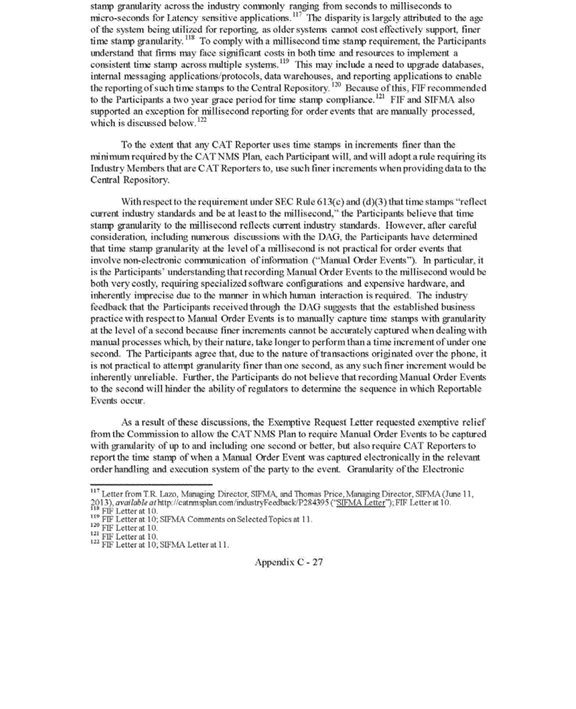 stamp granularity across the industry commonly ranging from seconds to milliseconds to
micro-seconds for Latency sensitive applications.117 The disparity is largely attributed to the age
of the system being utilized for reporting, as older systems cannot cost effectively support, finer
time stamp granularity.118 To comply with a millisecond time stamp requirement, the Participants
understand that firms may face significant costs in both time and resources to implement a
consistent time stamp across multiple systems.119 This may include a need to upgrade databases,
internal messaging applications/protocols, data warehouses, and reporting applications to enable
the reporting of such time stamps to the Central Repository.120 Because of this, FIF recommended
to the Participants a two year grace period for time stamp compliance.121 FIF and SIFMA also
supported an exception for millisecond reporting for order events that are manually processed,
which is discussed below.122
To the extent that any CAT Reporter uses time stamps in increments finer than the
minimum required by the CAT NMS Plan, each Participant will, and will adopt a rule requiring its
Industry Members that are CAT Reporters to, use such finer increments when providing data to the
Central Repository.
With respect to the requirement under SEC Rule 613(c) and (d)(3) that time stamps “reflect
current industry standards and be at least to the millisecond,” the Participants believe that time
stamp granularity to the millisecond reflects current industry standards. However, after careful
consideration, including numerous discussions with the DAG, the Participants have determined
that time stamp granularity at the level of a millisecond is not practical for order events that
involve non-electronic communication of information (“Manual Order Events”). In particular, it
is the Participants’ understanding that recording Manual Order Events to the millisecond would be
both very costly, requiring specialized software configurations and expensive hardware, and
inherently imprecise due to the manner in which human interaction is required. The industry
feedback that the Participants received through the DAG suggests that the established business
practice with respect to Manual Order Events is to manually capture time stamps with granularity
at the level of a second because finer increments cannot be accurately captured when dealing with
manual processes which, by their nature, take longer to perform than a time increment of under one
second. The Participants agree that, due to the nature of transactions originated over the phone, it
is not practical to attempt granularity finer than one second, as any such finer increment would be
inherently unreliable. Further, the Participants do not believe that recording Manual Order Events
to the second will hinder the ability of regulators to determine the sequence in which Reportable
Events occur.
As a result of these discussions, the Exemptive Request Letter requested exemptive relief
from the Commission to allow the CAT NMS Plan to require Manual Order Events to be captured
with granularity of up to and including one second or better, but also require CAT Reporters to
report the time stamp of when a Manual Order Event was captured electronically in the relevant
order handling and execution system of the party to the event. Granularity of the Electronic
117 Letter from T.R. Lazo, Managing Director, SIFMA, and Thomas Price, Managing Director, SIFMA (June 11,
2013), available at http://catnmsplan.com/industryFeedback/P284395 (“SIFMA Letter”); FIF Letter at 10.
118 FIF Letter at 10.
119 FIF Letter at 10; SIFMA Comments on Selected Topics at 11.
120 FIF Letter at 10.
121 FIF Letter at 10.
122 FIF Letter at 10; SIFMA Letter at 11.
Appendix C - 27